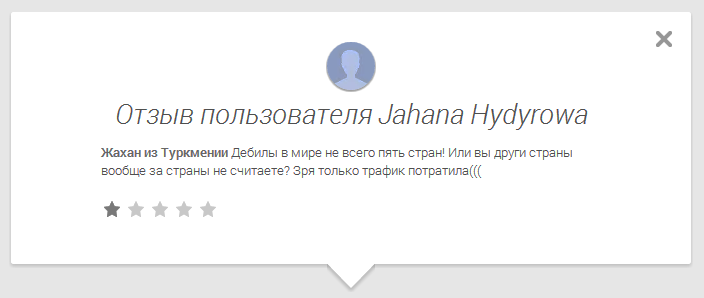 Отзыв пользователя Jahana Hydyrowa
Жахан из Туркмении Дебилы в мире не всего пять стран! Или вы други страны
вообще за страны не считаете? Зря только трафик потратила(((